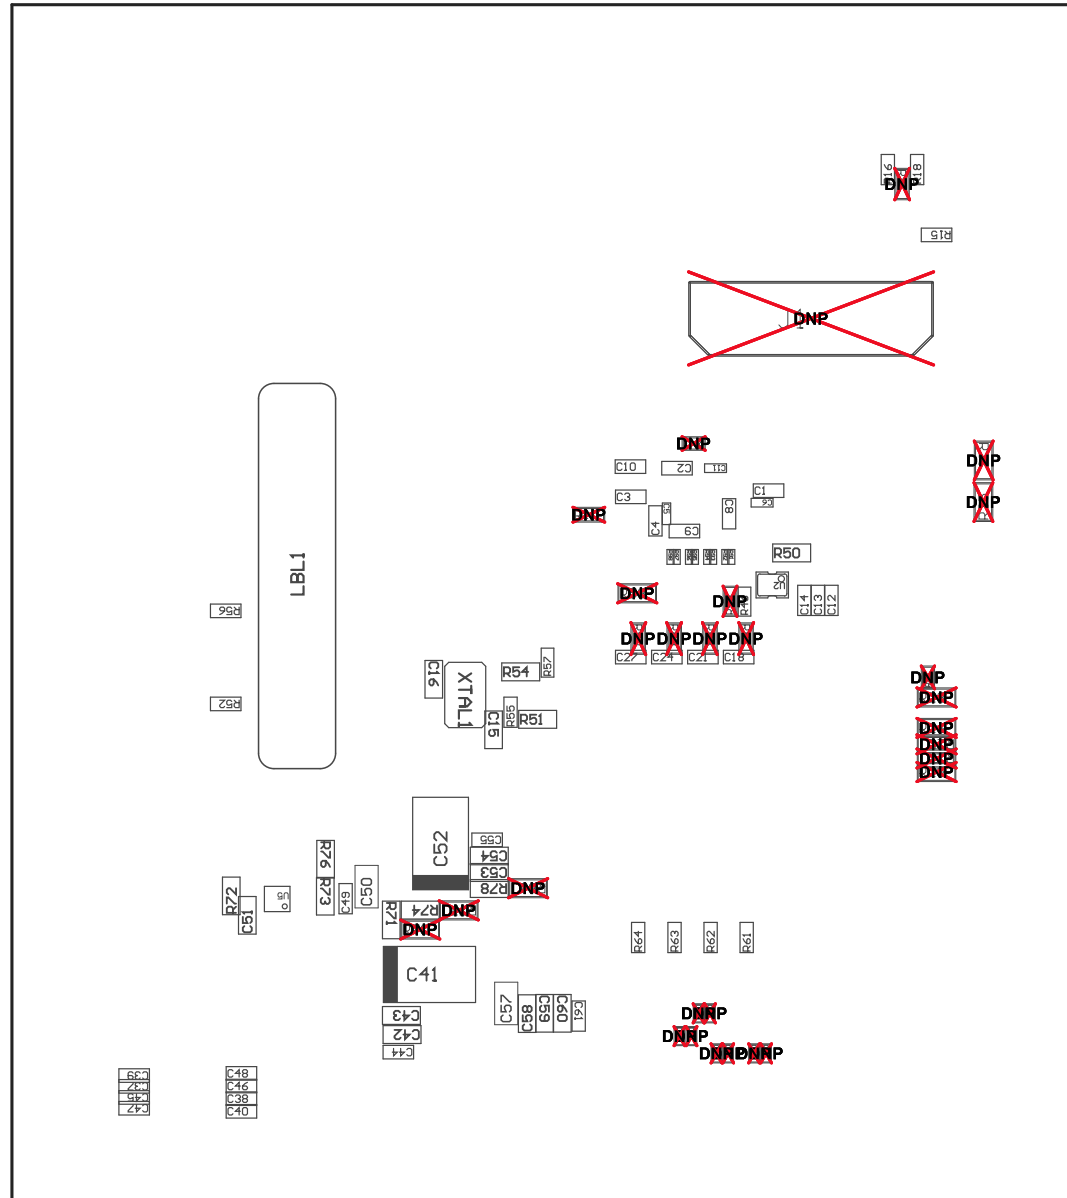 DNP
R18
R15
DNP
DNP
DNP
C10
C2
C11
DNP
C3
C1
C6
DNP
C4
C5
C8
C9
R50
LBL1
DNP
U2
DNP
C14
C13
C12
R56
DNP
DNP
DNP
DNP
C27
C24
C21
C18
C16
XTAL1
R54
R57
DNP
DNP
R52
C15
R55
R51
DNP
DNP
DNP
DNP
C52
C55
C54
C53
R78
DNP
R76
R73
C49
C50
R72
C51
U5
R71
R74
DNP
DNP
R64
R63
R62
R61
C41
C57
C58
C59
C60
C61
C43
C42
C44
C39
C37
C45
C47
C48
C46
C38
C40